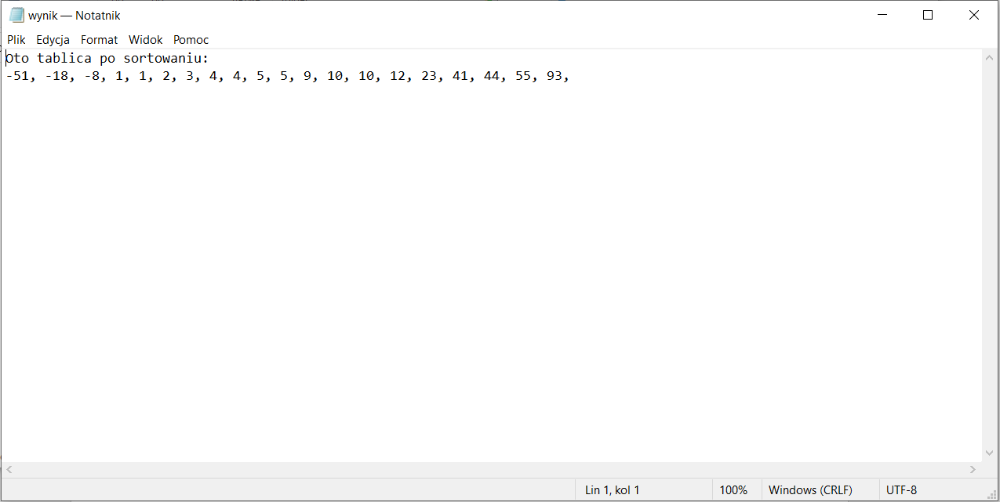 wynik — Notatnik
Plik Edycja Format Widok Pomoc
Oto tablica po sortowaniu:
-51, -18, -8, 1, 1, 2, 3, 4, 4, 5, 5, 9, 10, 10, 12, 23, 41, 44, 55, 93,
Lin 1, kol 1 100% Windows (CRLF) UTF-8